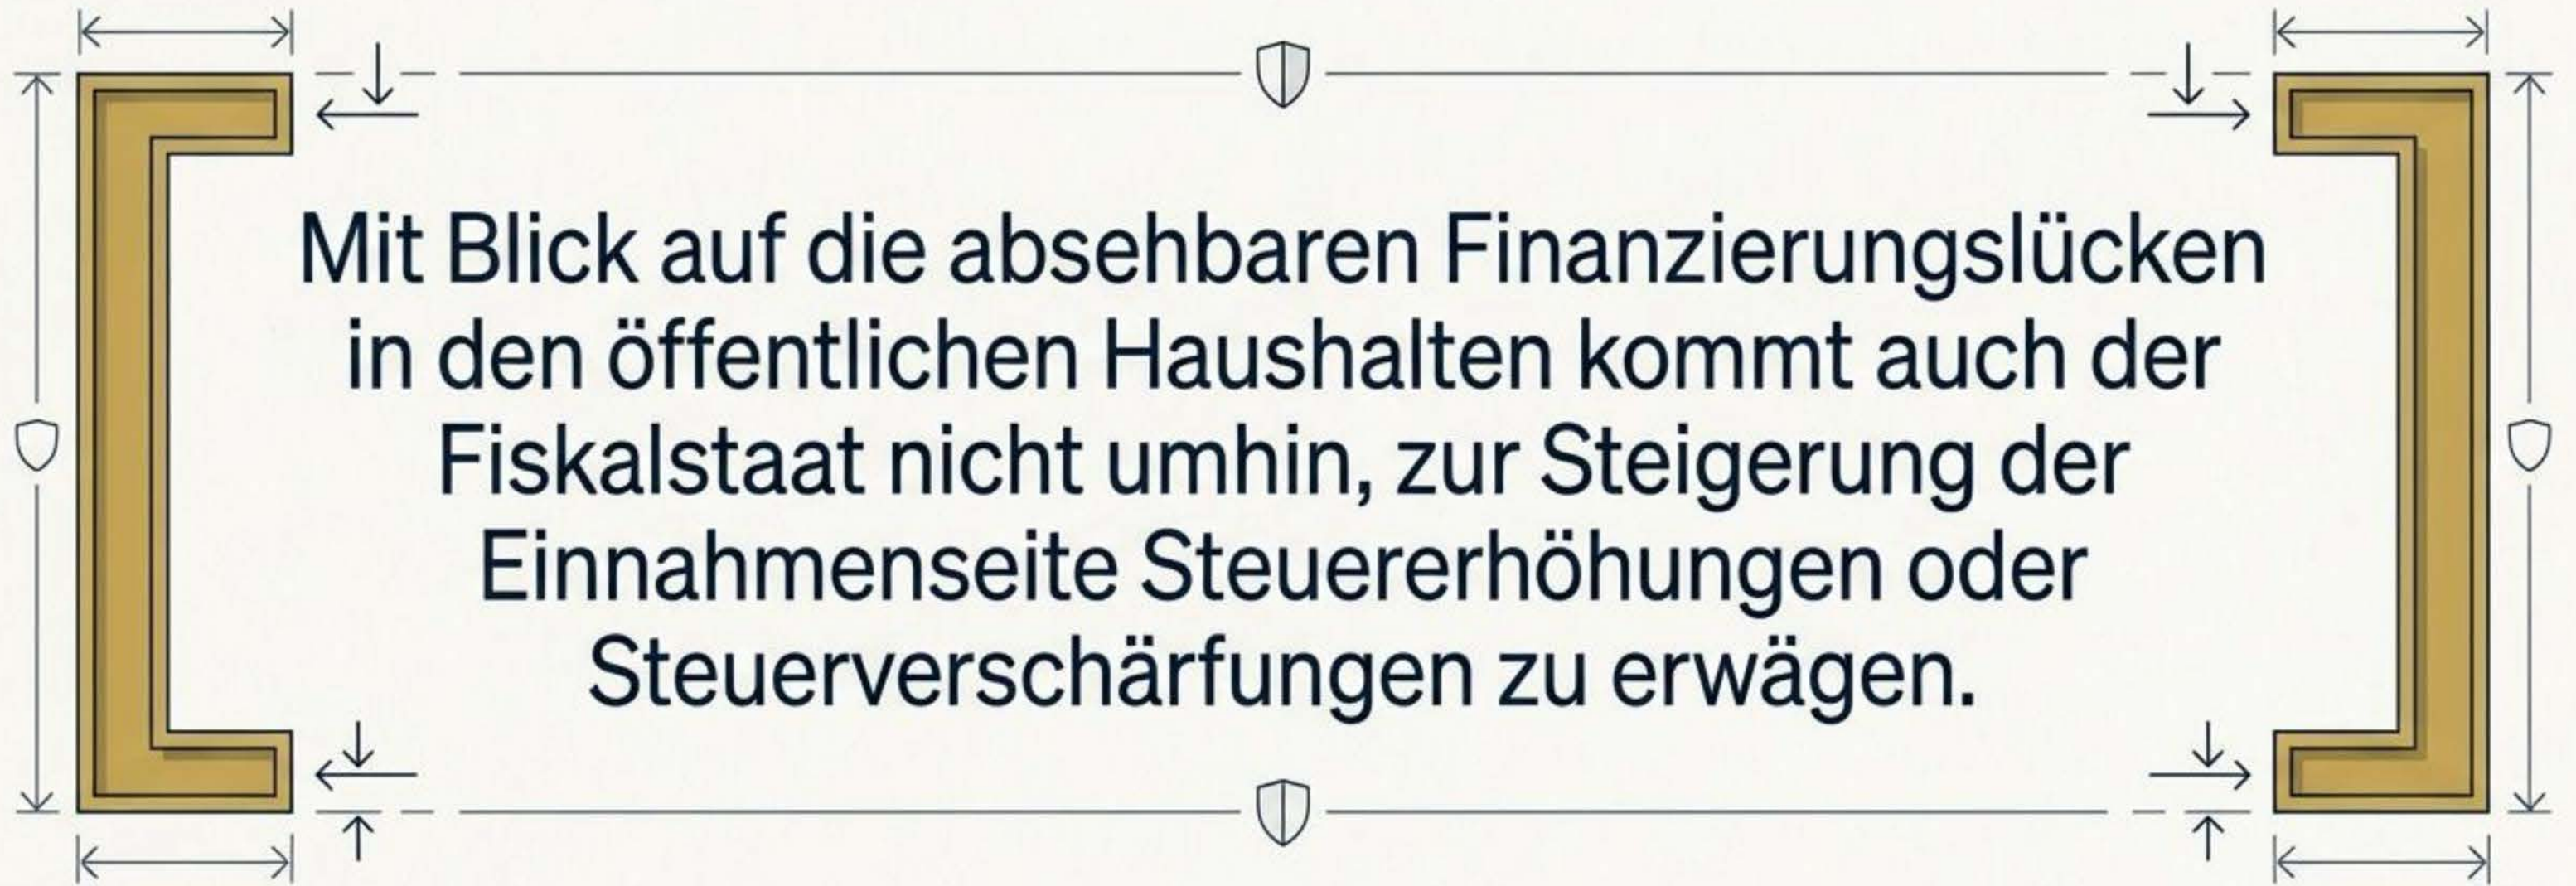 Mit Blick auf die absehbaren Finanzierungslücken
in den öffentlichen Haushalten kommt auch der
Fiskalstaat nicht umhin, zur Steigerung der
Einnahmenseite Steuererhöhungen oder
Steuerverschärfungen zu erwägen.